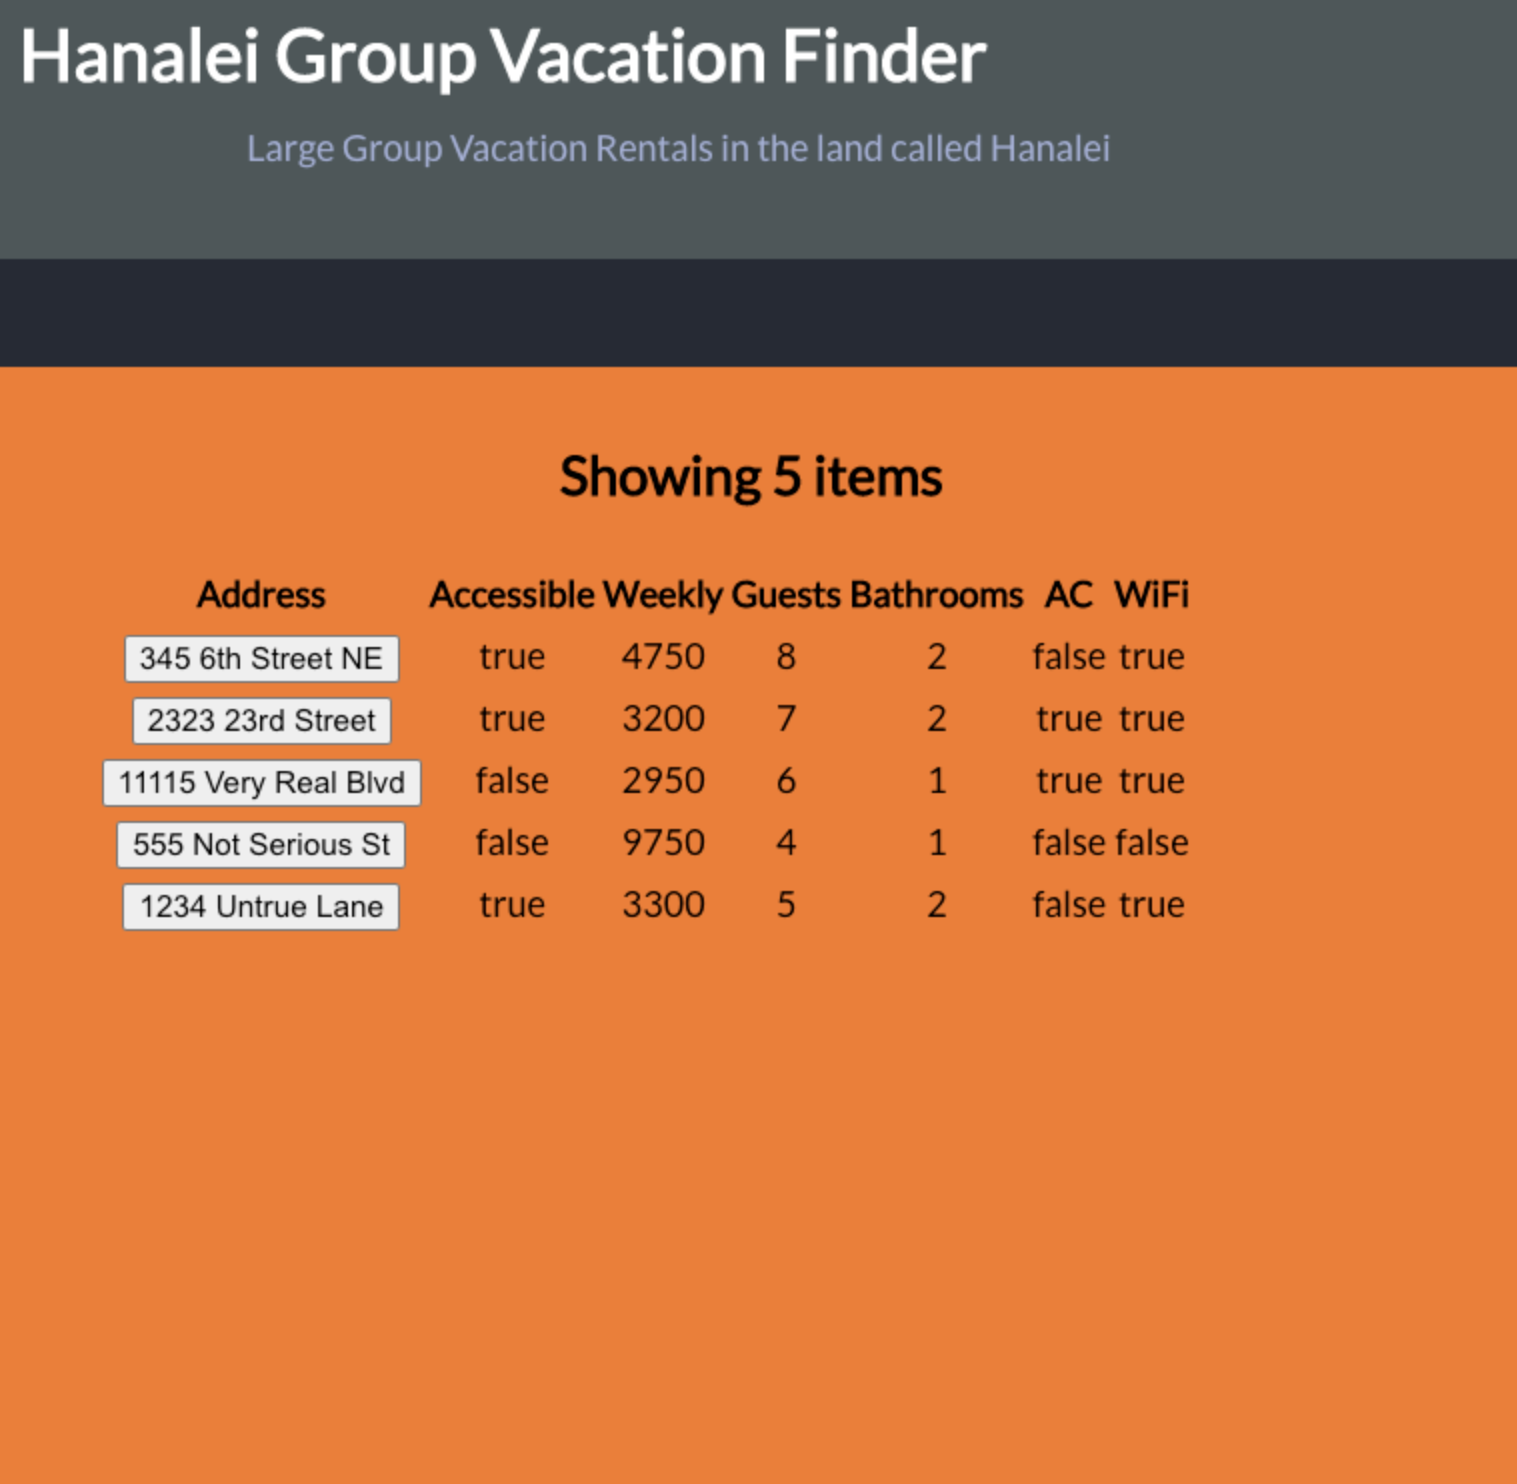 Hanalei Group Vacation Finder
Large Group Vacation Rentals in the land called Hanalei
Showing 5 items
Address Accessible Weekly Guests Bathrooms AC WiFi
345 6th Street NE true 4750 8 2 false true
2323 23rd Street true 3200 7 2 true true
11115 Very Real Blvd false 2950 6 1 true true
555 Not Serious St false 9750 4 1 false false
1234 Untrue Lane true 3300 5 2 false true